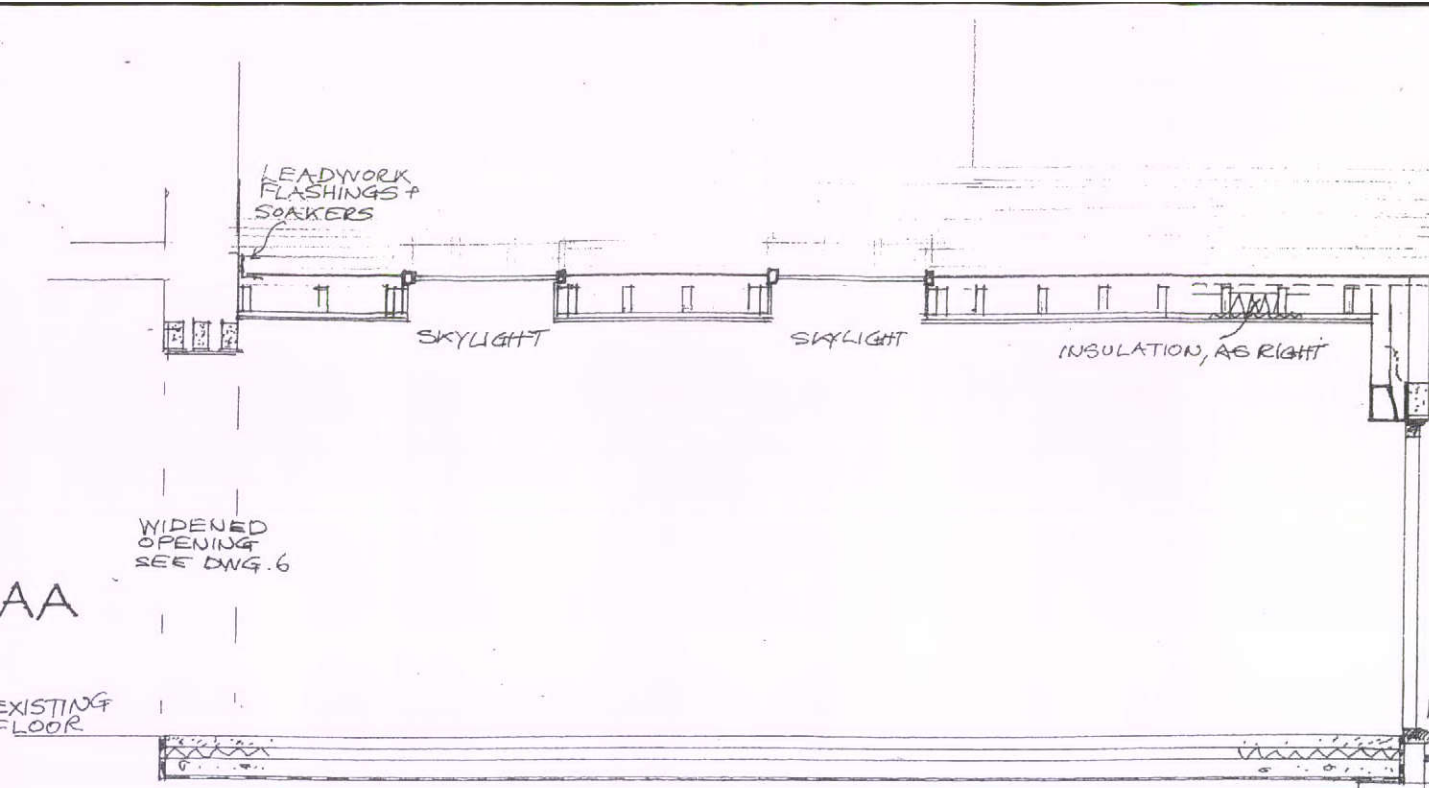 LEADWORK
FLASHINGS +
SOAKERS
SKYLIGHT
SKYLIGHT
INSULATION, AS RIGHT
WIDENED
OPENING
SEE DWG. 6
AA
EXISTING
FLOOR